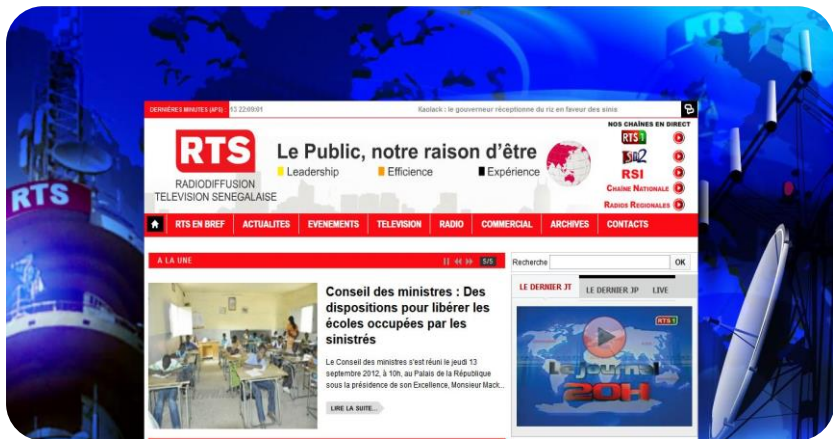 RTS
DERNIÈRES MINUTES (APS)
13 22:09:01
Kaolack : le gouverneur réceptionne du riz en faveur des sinis
NOS CHAÎNES EN DIRECT
RTS1
RTS
RADIODIFFUSION
TELEVISION SENEGALAISE
Le Public, notre raison d'être
Leadership Efficience Expérience
RSI
CHAÎNE NATIONALE
RADIOS REGIONALES
RTS EN BREF ACTUALITES EVENEMENTS TELEVISION RADIO COMMERCIAL ARCHIVES CONTACTS
A LA UNE
5/5
Recherche OK
LE DERNIER JT LE DERNIER JP LIVE
Conseil des ministres : Des
dispositions pour libérer les
écoles occupées par les
sinistrés
Le Conseil des ministres s'est réuni le jeudi 13
septembre 2012, à 10h, au Palais de la République
sous la présidence de son Excellence, Monsieur Mack...
LIRE LA SUITE...
RTS1
Le journal
20H
RTS